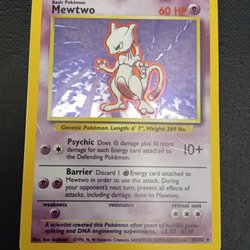 Basic Pokémon
Mewtwo
60 HP
Genetic Pokémon. Length: 6' 7", Weight: 269 lbs.
Psychic Does 10 damage plus 10 more
damage for each Energy card attached to
the Defending Pokémon.
10+
Barrier Discard 1 Energy card attached
to Mewtwo in order to
During your
opponent's next turn, prevent all effects of attacks,
including damage, done to Mewtwo.
weakness
resistance
retreat cost
A scientist created this Pokémon after years of horrific gene-
splicing and DNA engineering experiments.